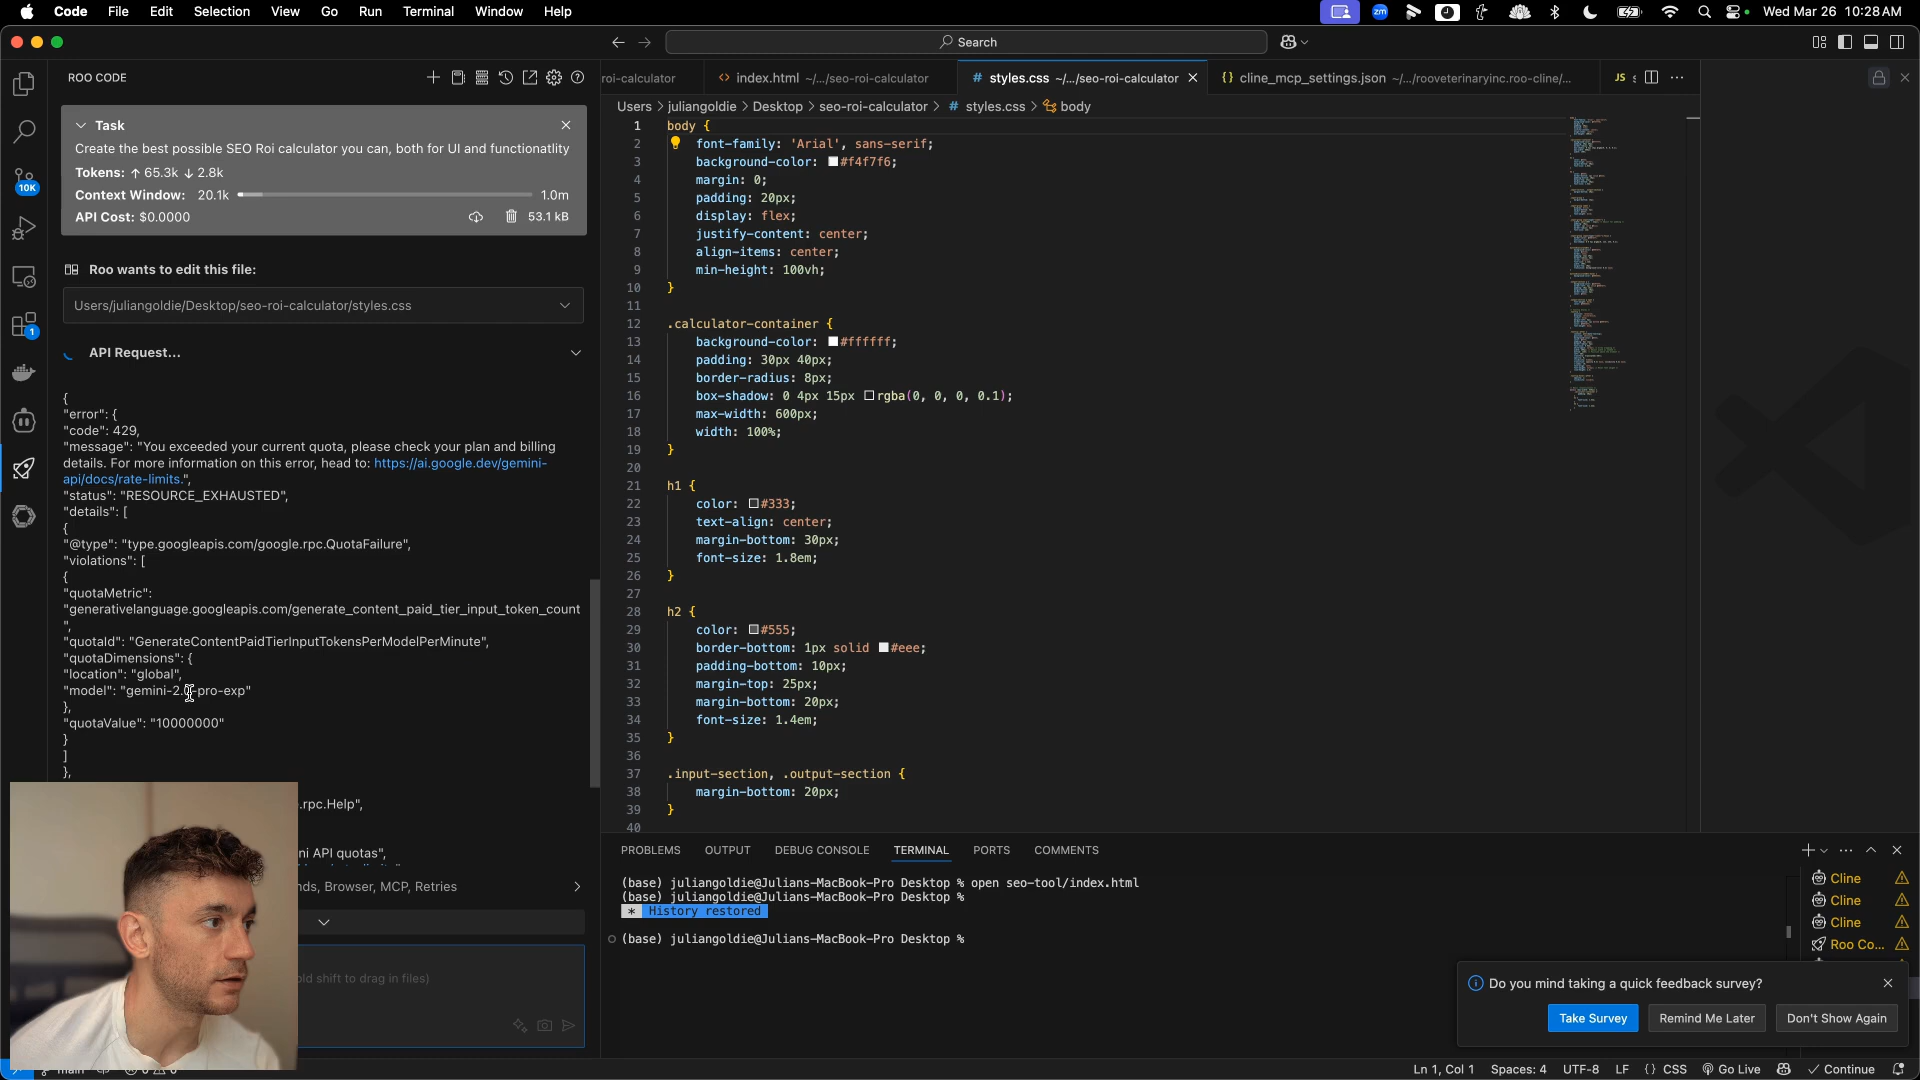 Code File Edit Selection View Go Run Terminal Window Help
zm
Wed Mar 26 10:28 AM
Search
ROO CODE
Task
Create the best possible SEO Roi calculator you can, both for UI and functionatlity
Tokens: ↑ 65.3k ↓ 2.8k
Context Window: 20.1k 1.0m
API Cost: $0.0000 53.1 kB
10K
1
Roo wants to edit this file:
Users/juliangoldie/Desktop/seo-roi-calculator/styles.css
API Request...
{
"error": {
"code": 429,
"message": "You exceeded your current quota, please check your plan and billing
details. For more information on this error, head to: https://ai.google.dev/gemini-
api/docs/rate-limits.",
"status": "RESOURCE_EXHAUSTED",
"details": [
{
"@type": "type.googleapis.com/google.rpc.QuotaFailure",
"violations": [
{
"quotaMetric":
"generativelanguage.googleapis.com/generate_content_paid_tier_input_token_count
",
"quotaId": "GenerateContentPaidTierInputTokensPerModelPerMinute",
"quotaDimensions": {
"location": "global",
"model": "gemini-2.0-pro-exp"
},
"quotaValue": "10000000"
}
]
},
.rpc.Help",
ni API quotas",
nds, Browser, MCP, Retries
old shift to drag in files)
roi-calculator
index.html ~/.../seo-roi-calculator
# styles.css ~/.../seo-roi-calculator
{} cline_mcp_settings.json ~/.../rooveterinaryinc.roo-cline/...
JS s
Users > juliangoldie > Desktop > seo-roi-calculator > # styles.css > body
1 body {
2 font-family: 'Arial', sans-serif;
3 background-color: #f4f7f6;
4 margin: 0;
5 padding: 20px;
6 display: flex;
7 justify-content: center;
8 align-items: center;
9 min-height: 100vh;
10 }
11
12 .calculator-container {
13 background-color: #ffffff;
14 padding: 30px 40px;
15 border-radius: 8px;
16 box-shadow: 0 4px 15px rgba(0, 0, 0, 0.1);
17 max-width: 600px;
18 width: 100%;
19 }
20
21 h1 {
22 color: #333;
23 text-align: center;
24 margin-bottom: 30px;
25 font-size: 1.8em;
26 }
27
28 h2 {
29 color: #555;
30 border-bottom: 1px solid #eee;
31 padding-bottom: 10px;
32 margin-top: 25px;
33 margin-bottom: 20px;
34 font-size: 1.4em;
35 }
36
37 .input-section, .output-section {
38 margin-bottom: 20px;
39 }
40
PROBLEMS OUTPUT DEBUG CONSOLE TERMINAL PORTS COMMENTS
(base) juliangoldie@Julians-MacBook-Pro Desktop % open seo-tool/index.html
(base) juliangoldie@Julians-MacBook-Pro Desktop %
* History restored
(base) juliangoldie@Julians-MacBook-Pro Desktop %
Cline
Cline
Cline
Roo Co...
Do you mind taking a quick feedback survey?
Take Survey Remind Me Later Don't Show Again
main
Ln 1, Col 1 Spaces: 4 UTF-8 LF {} CSS Go Live Continue